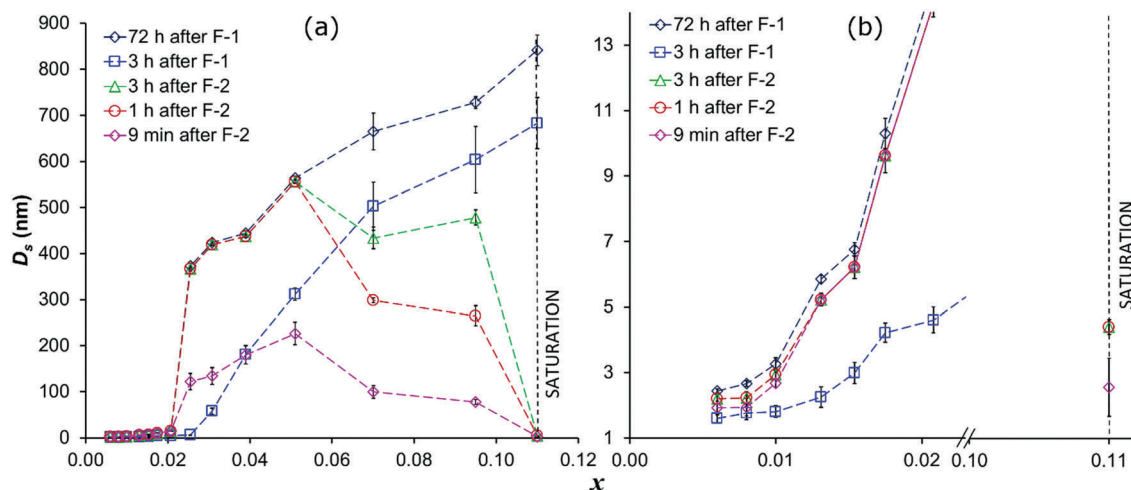 (a)
72 h after F-1
3 h after F-1
3 h after F-2
1 h after F-2
9 min after F-2
900
800
700
600
500
400
300
200
100
0
D_s (nm)
SATURATION
0.00 0.02 0.04 0.06 0.08 0.10 0.12
(b)
72 h after F-1
3 h after F-1
3 h after F-2
1 h after F-2
9 min after F-2
13
11
9
7
5
3
1
SATURATION
0.00 0.01 0.02 0.10 0.11
x